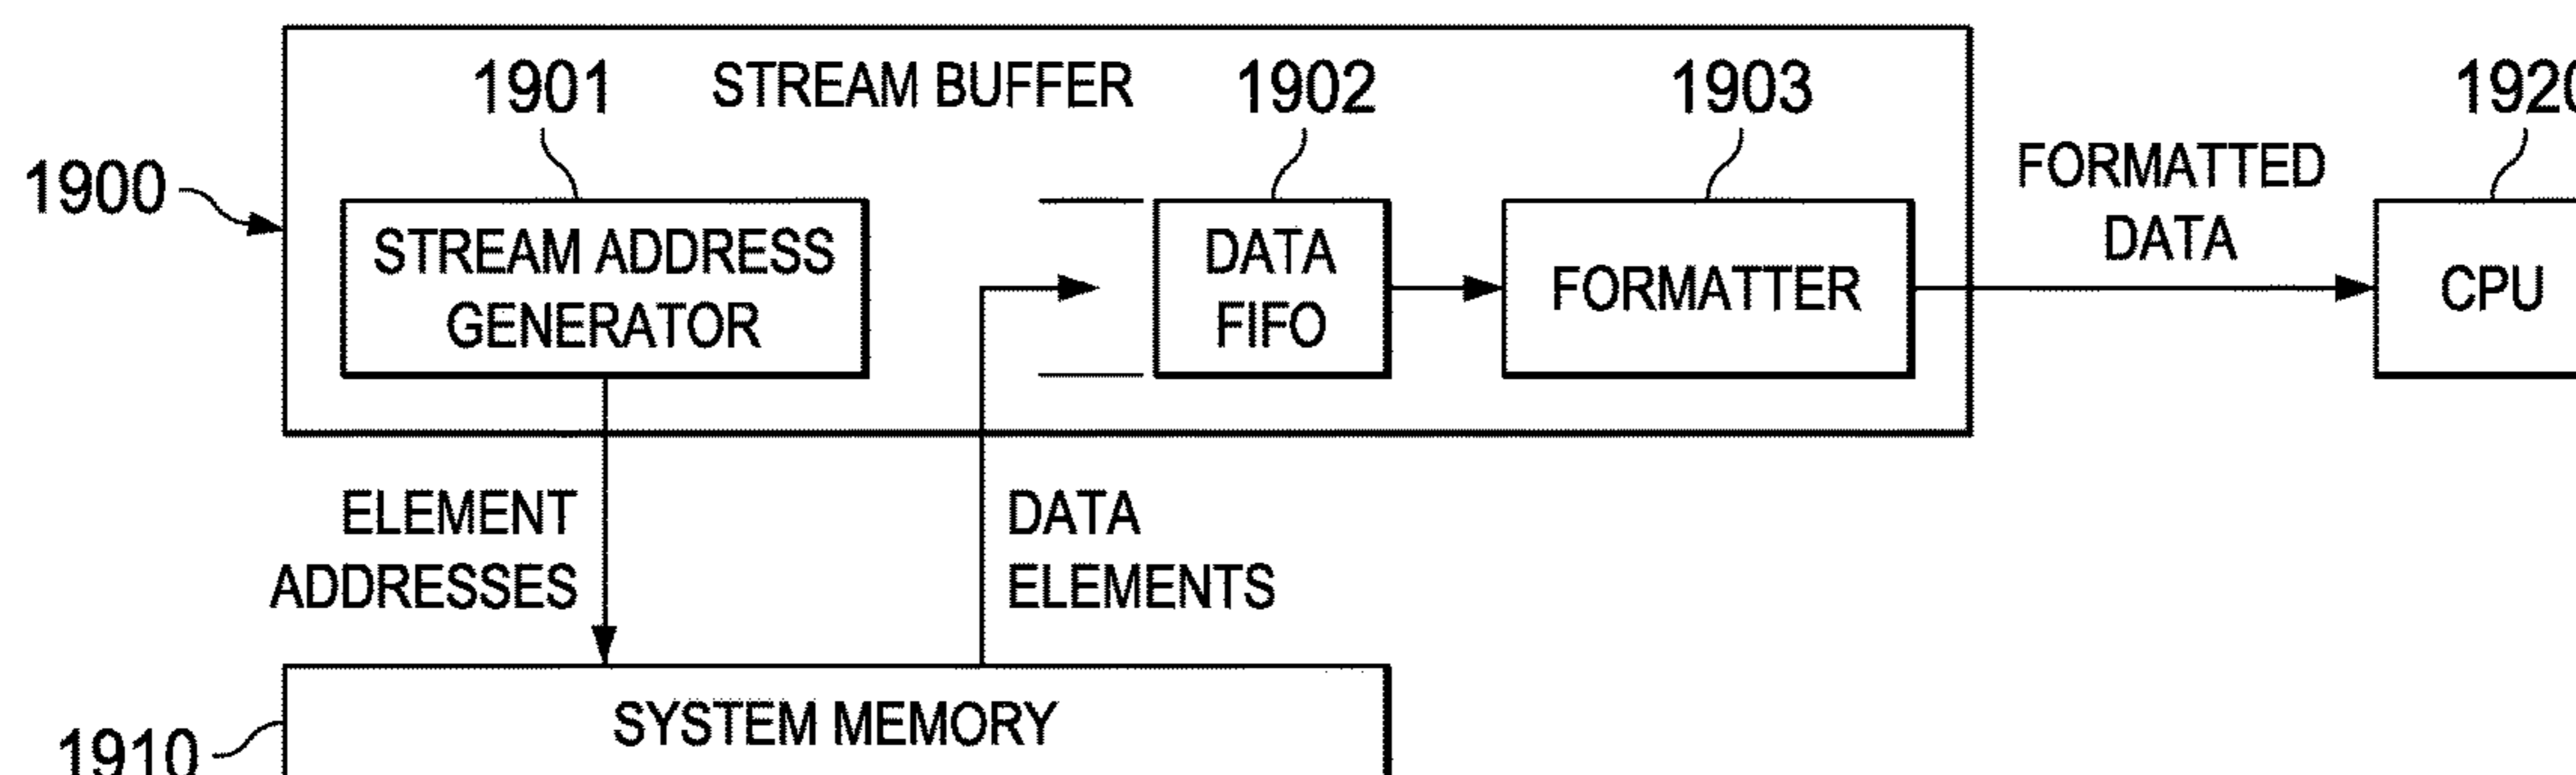 1901
STREAM BUFFER
1902
1903
1920
1900
FORMATTED
DATA
STREAM ADDRESS
GENERATOR
DATA
FIFO
FORMATTER
CPU
ELEMENT
ADDRESSES
DATA
ELEMENTS
SYSTEM MEMORY
1910